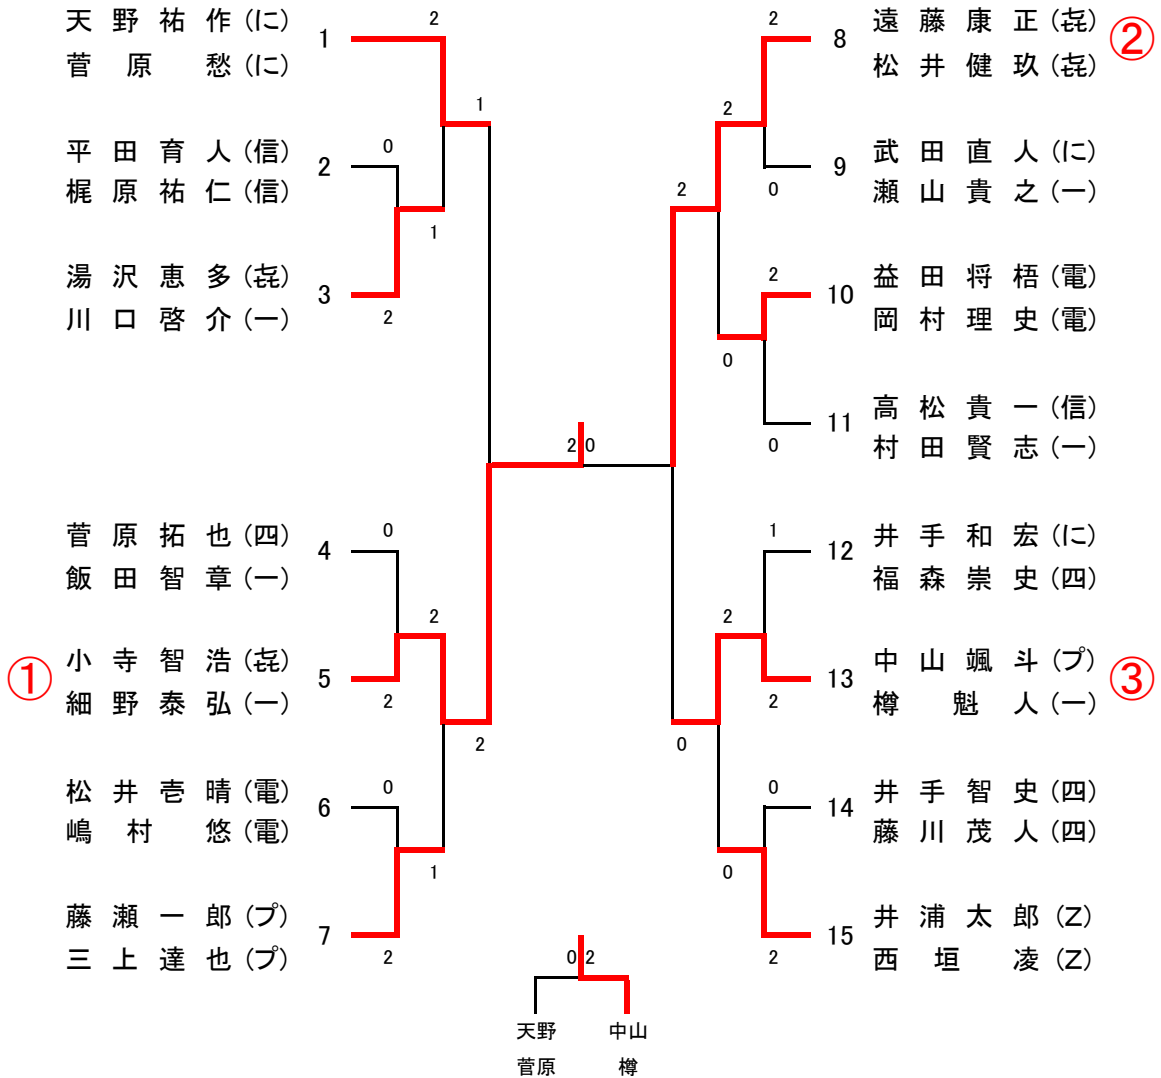 天野祐作(に)
1
菅原愁(に)
2
1
平田育人(信)
2
梶原祐仁(信)
0
1
湯沢恵多(㐂)
3
川口啓介(一)
2
菅原拓也(四)
4
飯田智章(一)
0
2
①
小寺智浩(㐂)
5
細野泰弘(一)
2
2
松井壱晴(電)
6
嶋村悠(電)
0
1
藤瀬一郎(プ)
7
三上達也(プ)
2
2 0
2
8
遠藤康正(㐂)
松井健玖(㐂)
②
2
9
武田直人(に)
瀬山貴之(一)
0
2
2
10
益田将梧(電)
岡村理史(電)
0
11
高松貴一(信)
村田賢志(一)
0
1
12
井手和宏(に)
福森崇史(四)
2
13
中山颯斗(プ)
樽魁人(一)
③
2
0
0
14
井手智史(四)
藤川茂人(四)
0
15
井浦太郎(Z)
西垣凌(Z)
2
0 2
天野 中山
菅原 樽